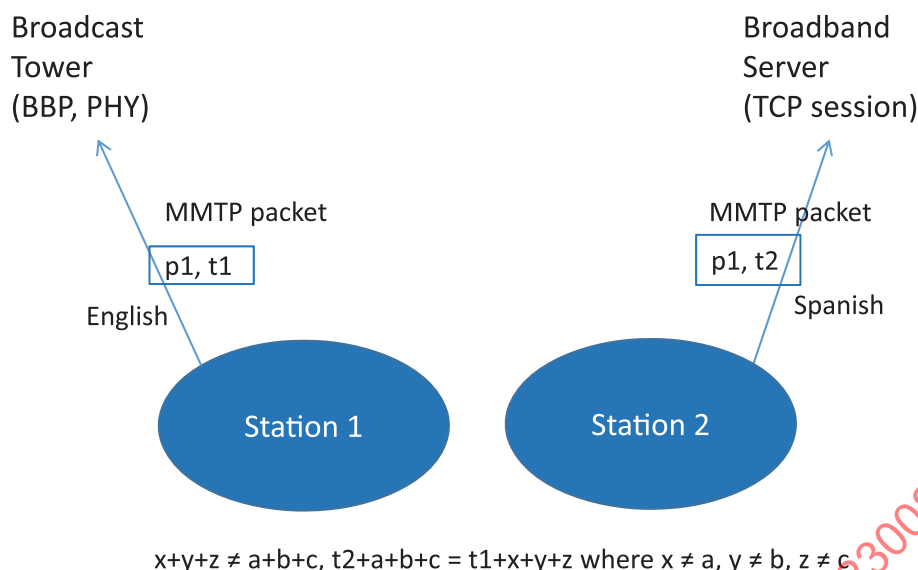 Broadcast
Tower
(BBP, PHY)
Broadband
Server
(TCP session)
MMTP packet
p1, t1
English
MMTP packet
p1, t2
Spanish
Station 1
Station 2
x+y+z ≠ a+b+c, t2+a+b+c = t1+x+y+z where x ≠ a, y ≠ b, z ≠ c